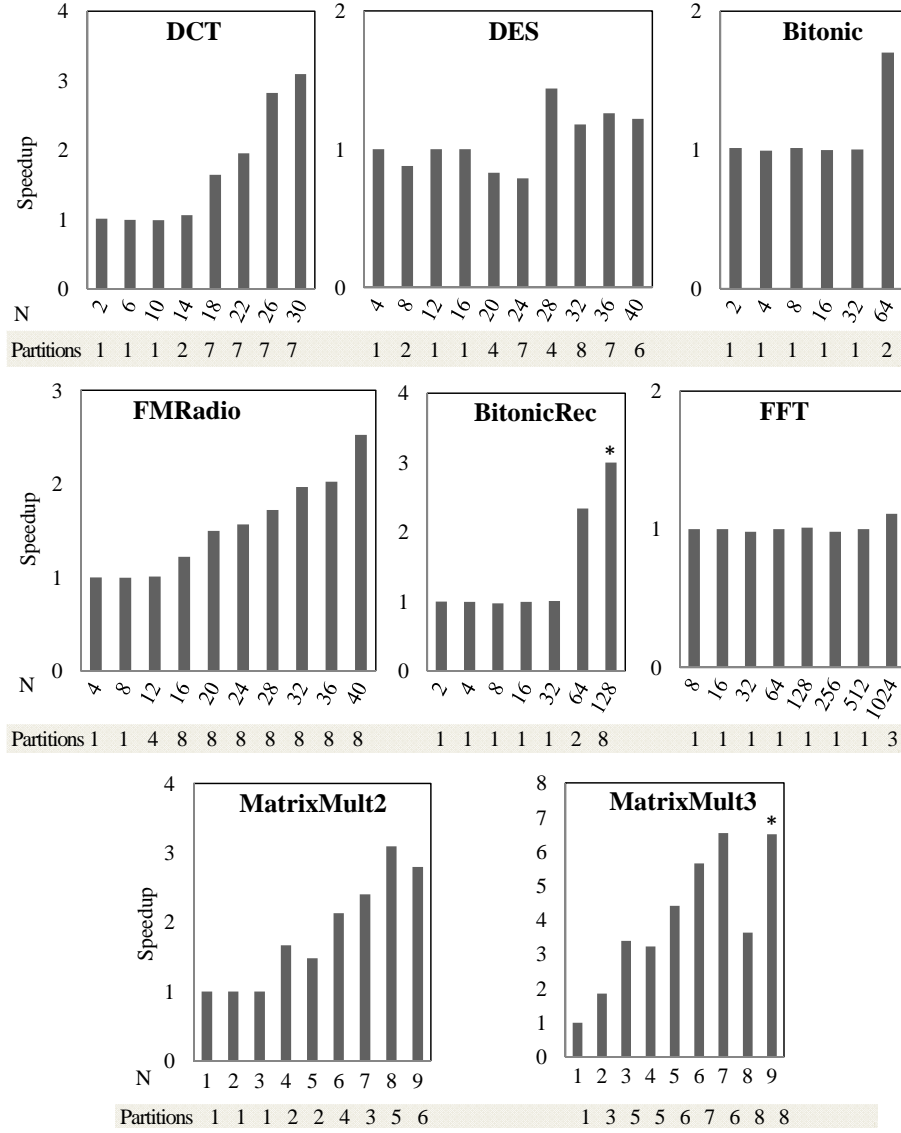 DCT DES Bitonic
4 2 2
3
Speedup
2 1 1
1
0 0 0
N 2 6 10 14 18 22 26 30 4 8 12 16 20 24 28 32 36 40 2 4 8 16 32 64
Partitions 1 1 1 2 7 7 7 7 1 2 1 1 4 7 4 8 7 6 1 1 1 1 1 2
FMRadio BitonicRec FFT
3 4 2
*
3
2
Speedup
2 1
1 1
0 0 0
N 4 8 12 16 20 24 28 32 36 40 2 4 8 16 32 64 128 8 16 32 64 128 256 512 1024
Partitions 1 1 4 8 8 8 8 8 8 8 1 1 1 1 1 2 8 1 1 1 1 1 1 1 3
MatrixMult2 MatrixMult3
4 8
*
7
3 6
5
Speedup
2 4
3
1 2
1
0 0
N 1 2 3 4 5 6 7 8 9 1 2 3 4 5 6 7 8 9
Partitions 1 1 1 2 2 4 3 5 6 1 3 5 5 6 7 6 8 8